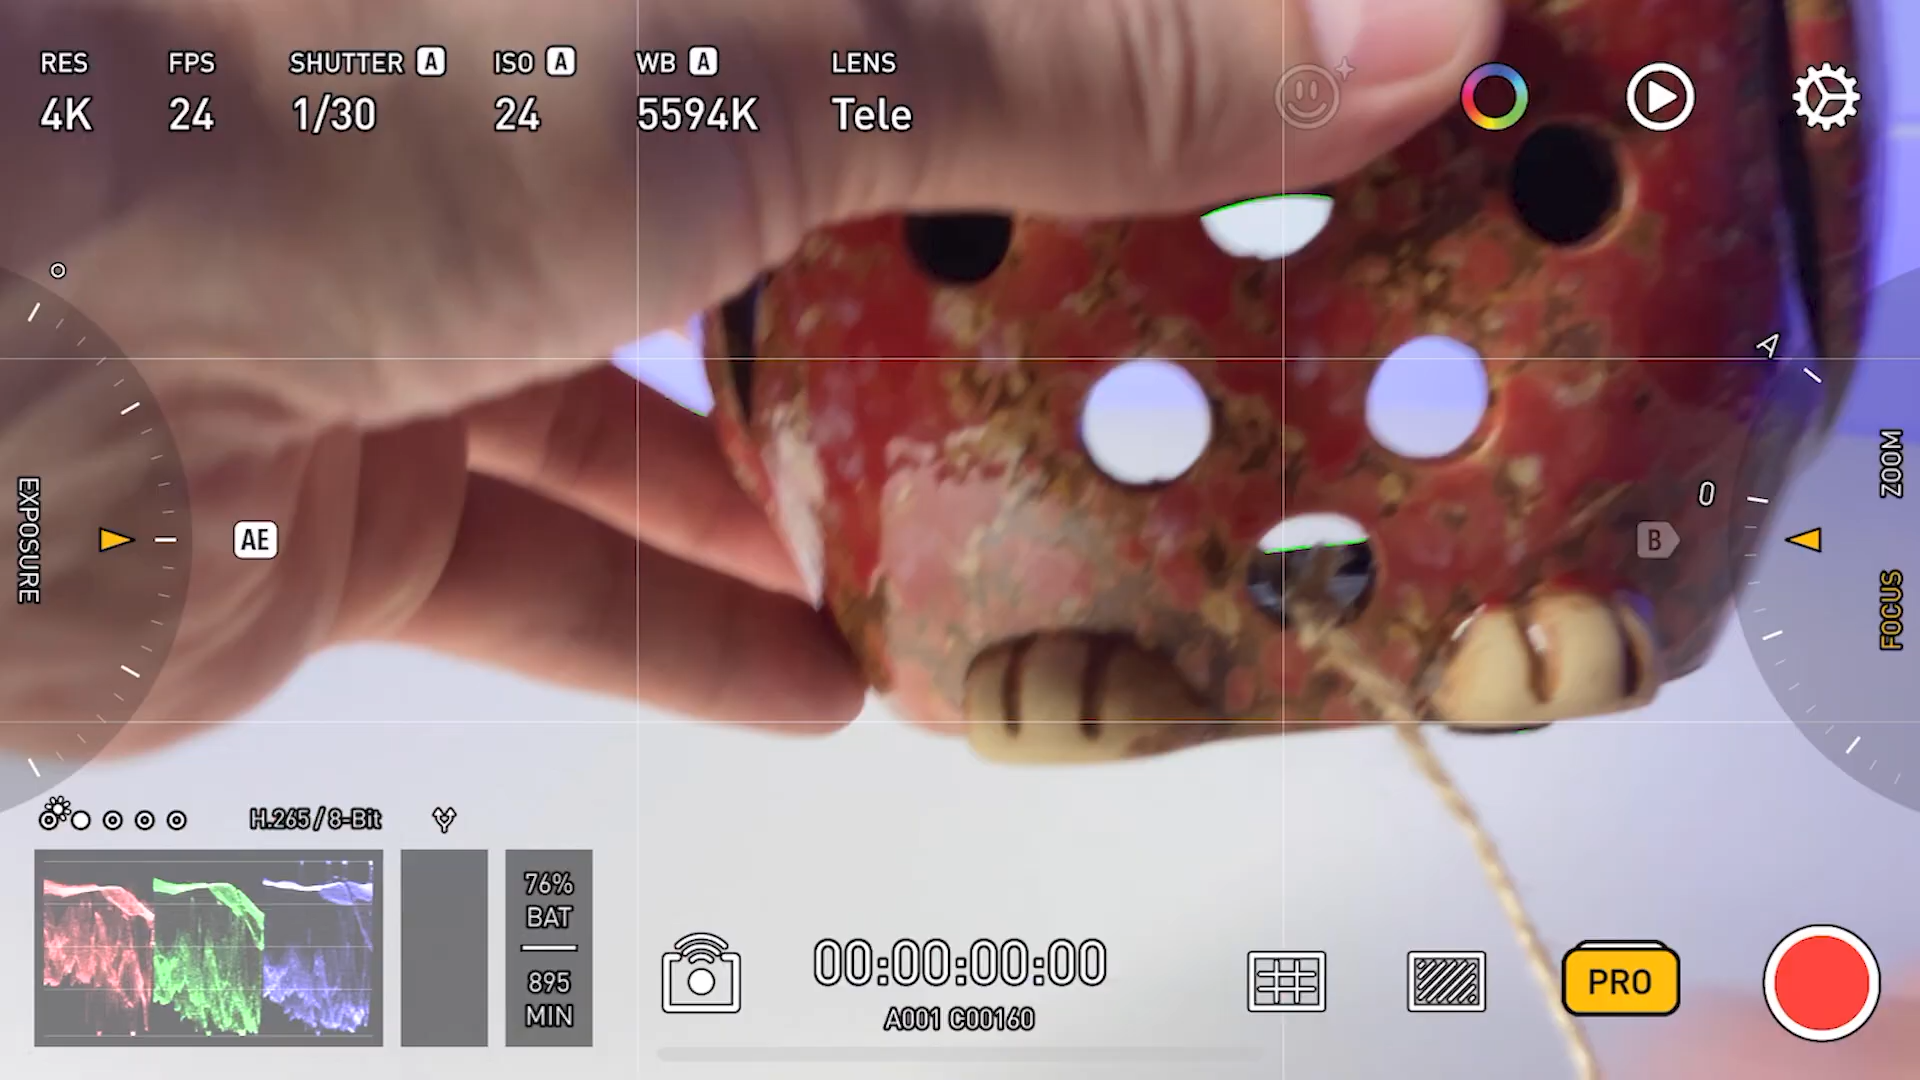 RES
4K
FPS
24
SHUTTER A
1/30
ISO A
24
WB A
5594K
LENS
Tele
A
EXPOSURE
AE
0
B
ZOOM
FOCUS
H.265 / 8-Bit
76%
BAT
895
MIN
00:00:00:00
A001 C00160
PRO